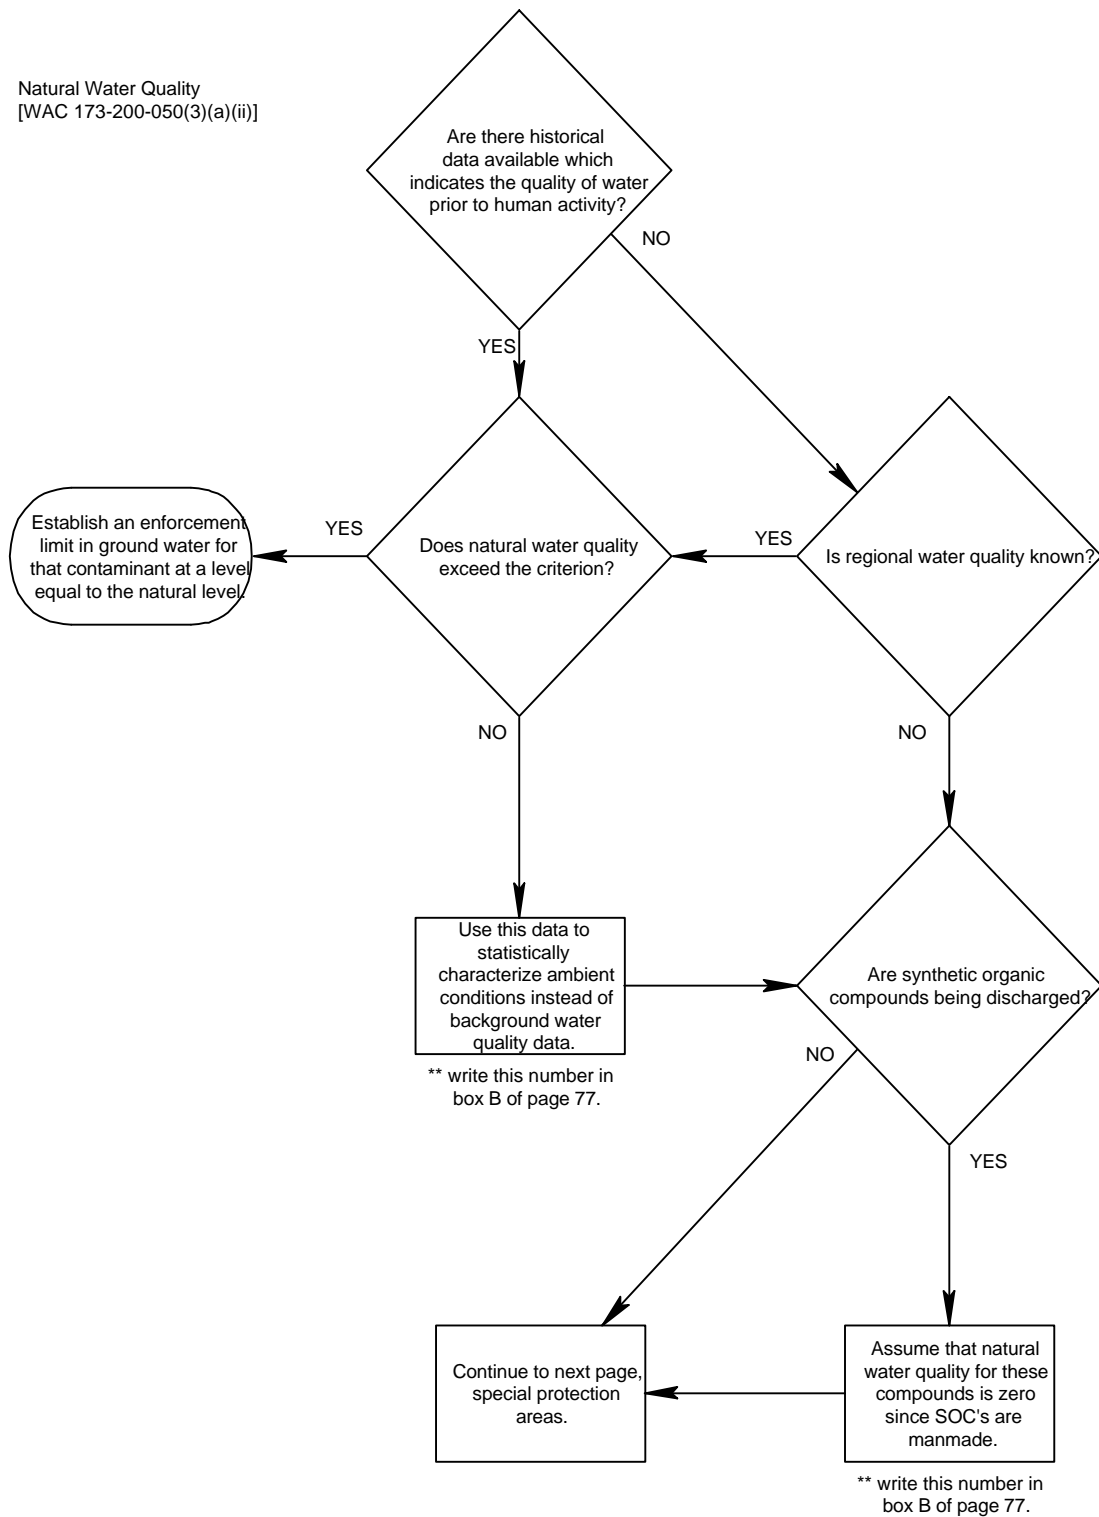 Natural Water Quality
[WAC 173-200-050(3)(a)(ii)]
Are there historical
data available which
indicates the quality of water
prior to human activity?
NO
YES
Establish an enforcement
limit in ground water for
that contaminant at a level
equal to the natural level.
YES
Does natural water quality
exceed the criterion?
YES
Is regional water quality known?
NO
NO
Use this data to
statistically
characterize ambient
conditions instead of
background water
quality data.
** write this number in
box B of page 77.
Are synthetic organic
compounds being discharged?
NO
YES
Continue to next page,
special protection
areas.
Assume that natural
water quality for these
compounds is zero
since SOC's are
manmade.
** write this number in
box B of page 77.